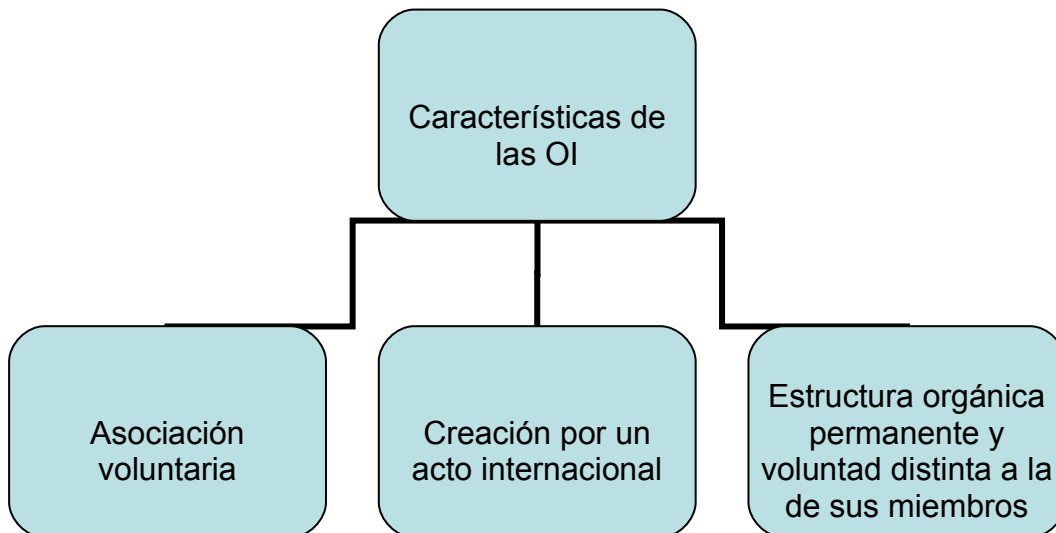 Características de
las OI
Asociación
voluntaria
Creación por un
acto internacional
Estructura orgánica
permanente y
voluntad distinta a la
de sus miembros